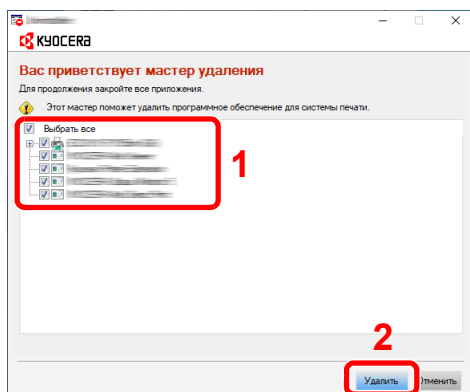 KYOCERA
Вас приветствует мастер удаления
Для продолжения закройте все приложения.
Этот мастер поможет удалить программное обеспечение для системы печати.
Выбрать все
1
2
Удалить
Отменить